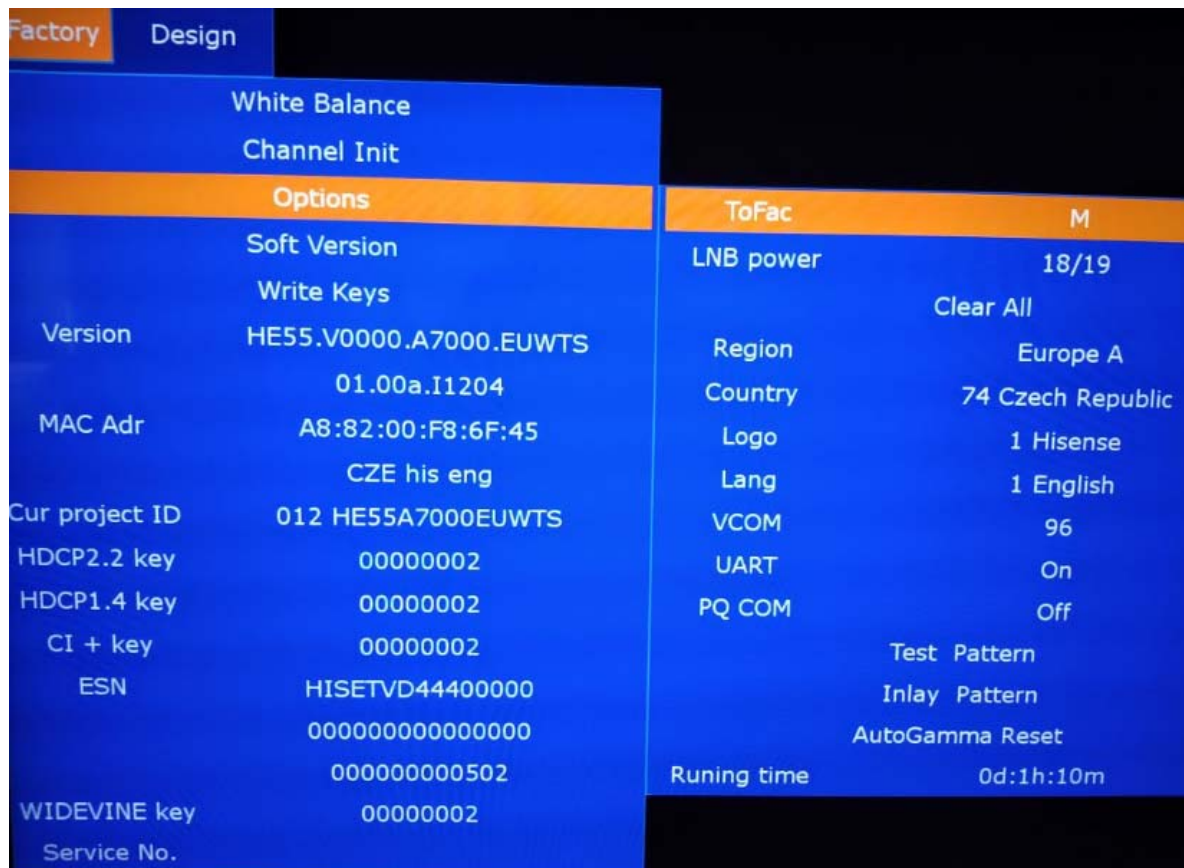 Factory Design
White Balance
Channel Init
Options
Soft Version
Write Keys
Version HE55.V0000.A7000.EUWTS
01.00a.I1204
MAC Adr A8:82:00:F8:6F:45
CZE his eng
Cur project ID 012 HE55A7000EUWTS
HDCP2.2 key 00000002
HDCP1.4 key 00000002
CI + key 00000002
ESN HISETVD44400000
000000000000000
000000000502
WIDEVINE key 00000002
Service No.
ToFac M
LNB power 18/19
Clear All
Region Europe A
Country 74 Czech Republic
Logo 1 Hisense
Lang 1 English
VCOM 96
UART On
PQ COM Off
Test Pattern
Inlay Pattern
AutoGamma Reset
Runing time 0d:1h:10m